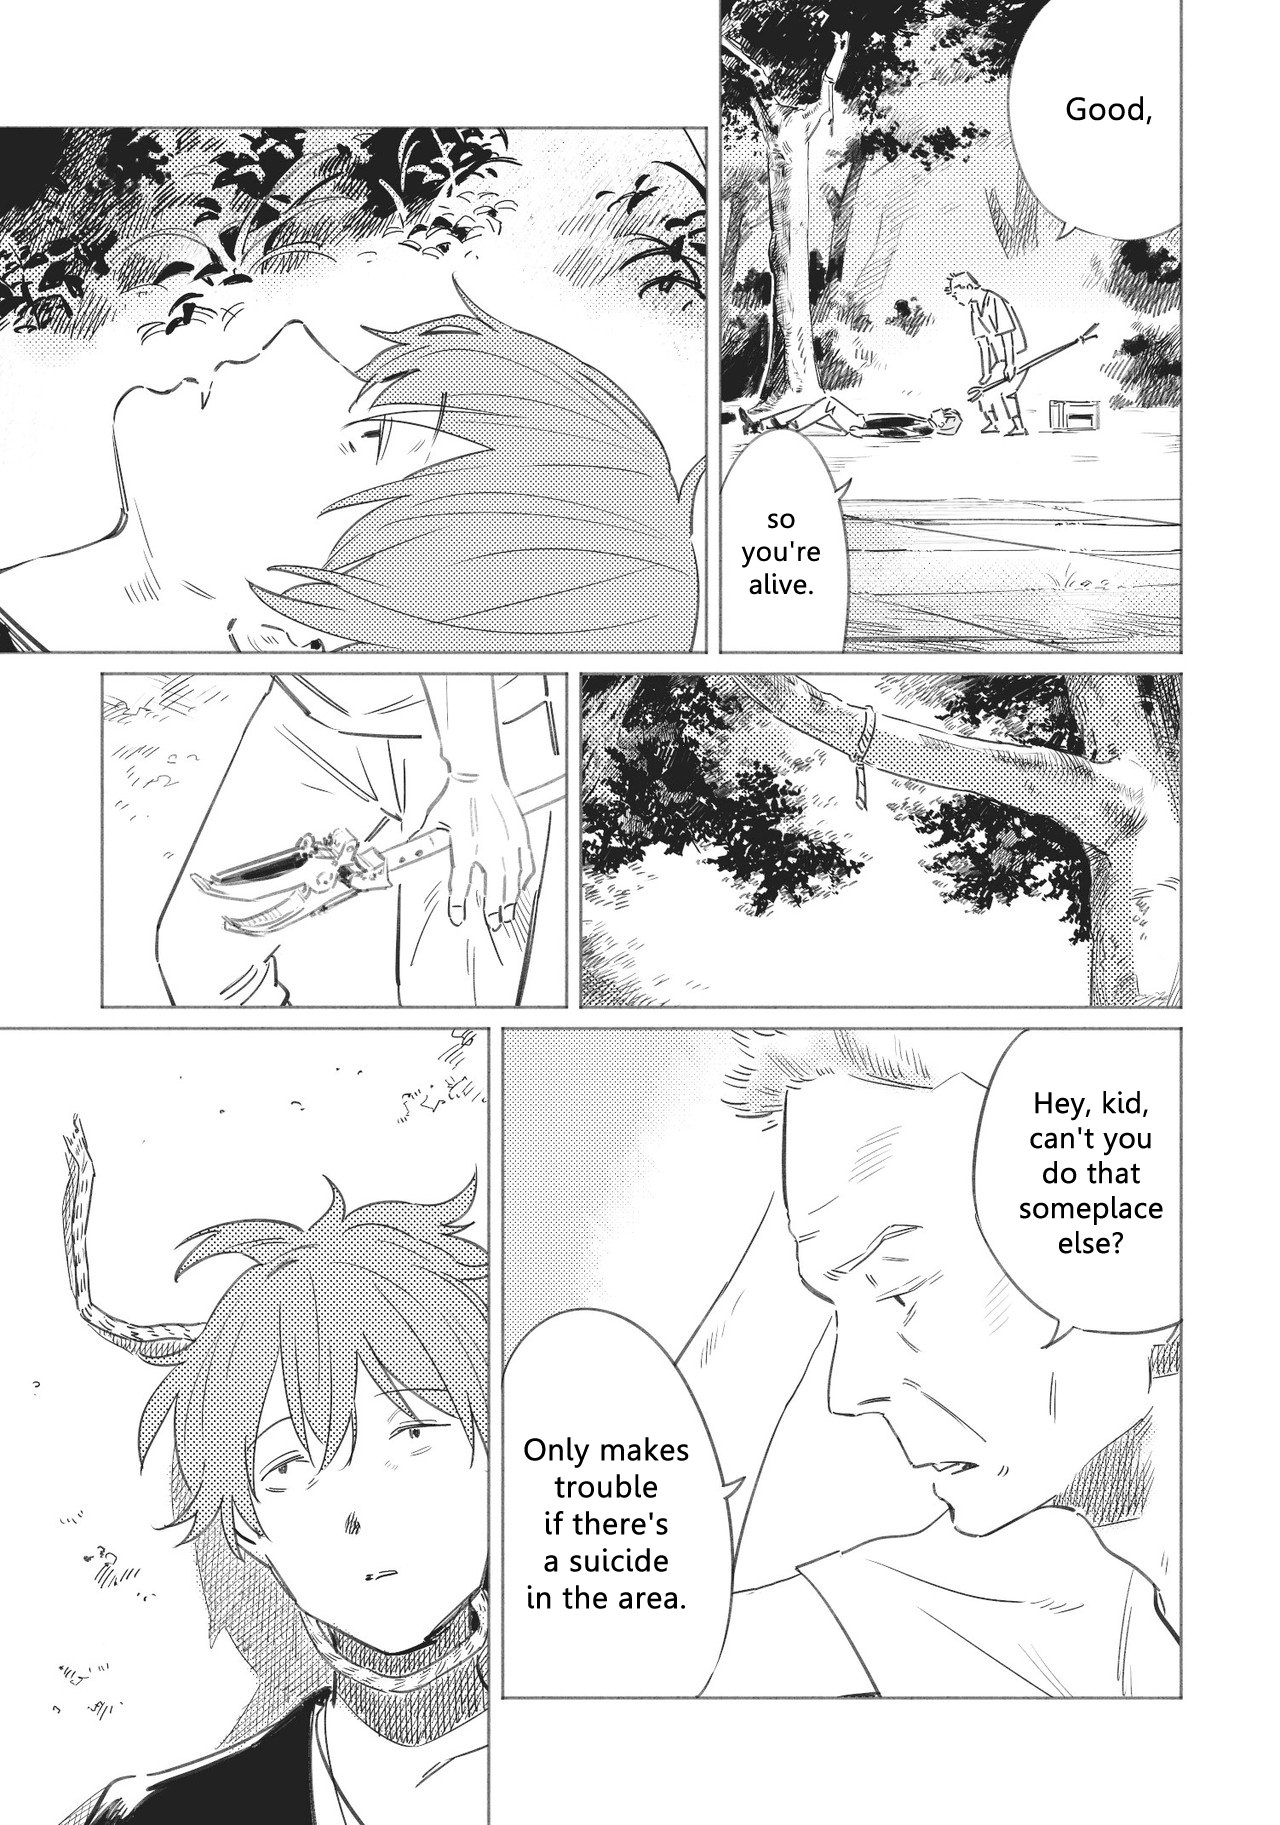 Good,
so
you're
alive.
Hey, kid,
can't you
do that
someplace
else?
Only makes
trouble
if there's
a suicide
in the area.